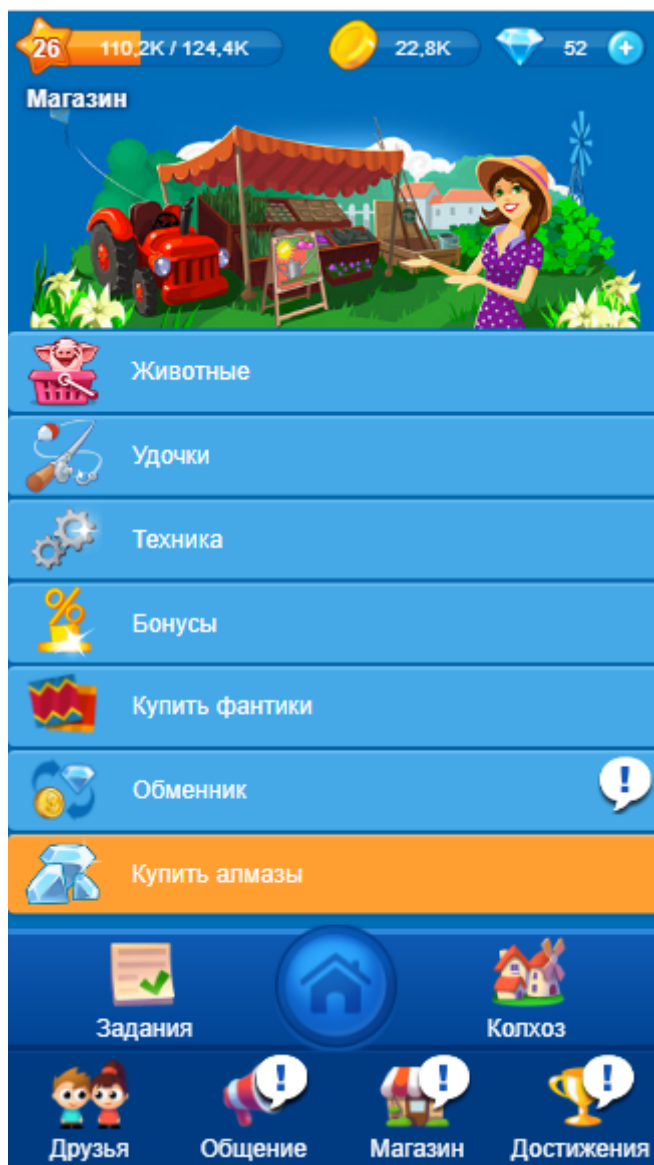 26 110,2K / 124,4K 22,8K 52
Магазин
Животные
Удочки
Техника
Бонусы
Купить фантики
Обменник
Купить алмазы
Задания Колхоз
Друзья Общение Магазин Достижения